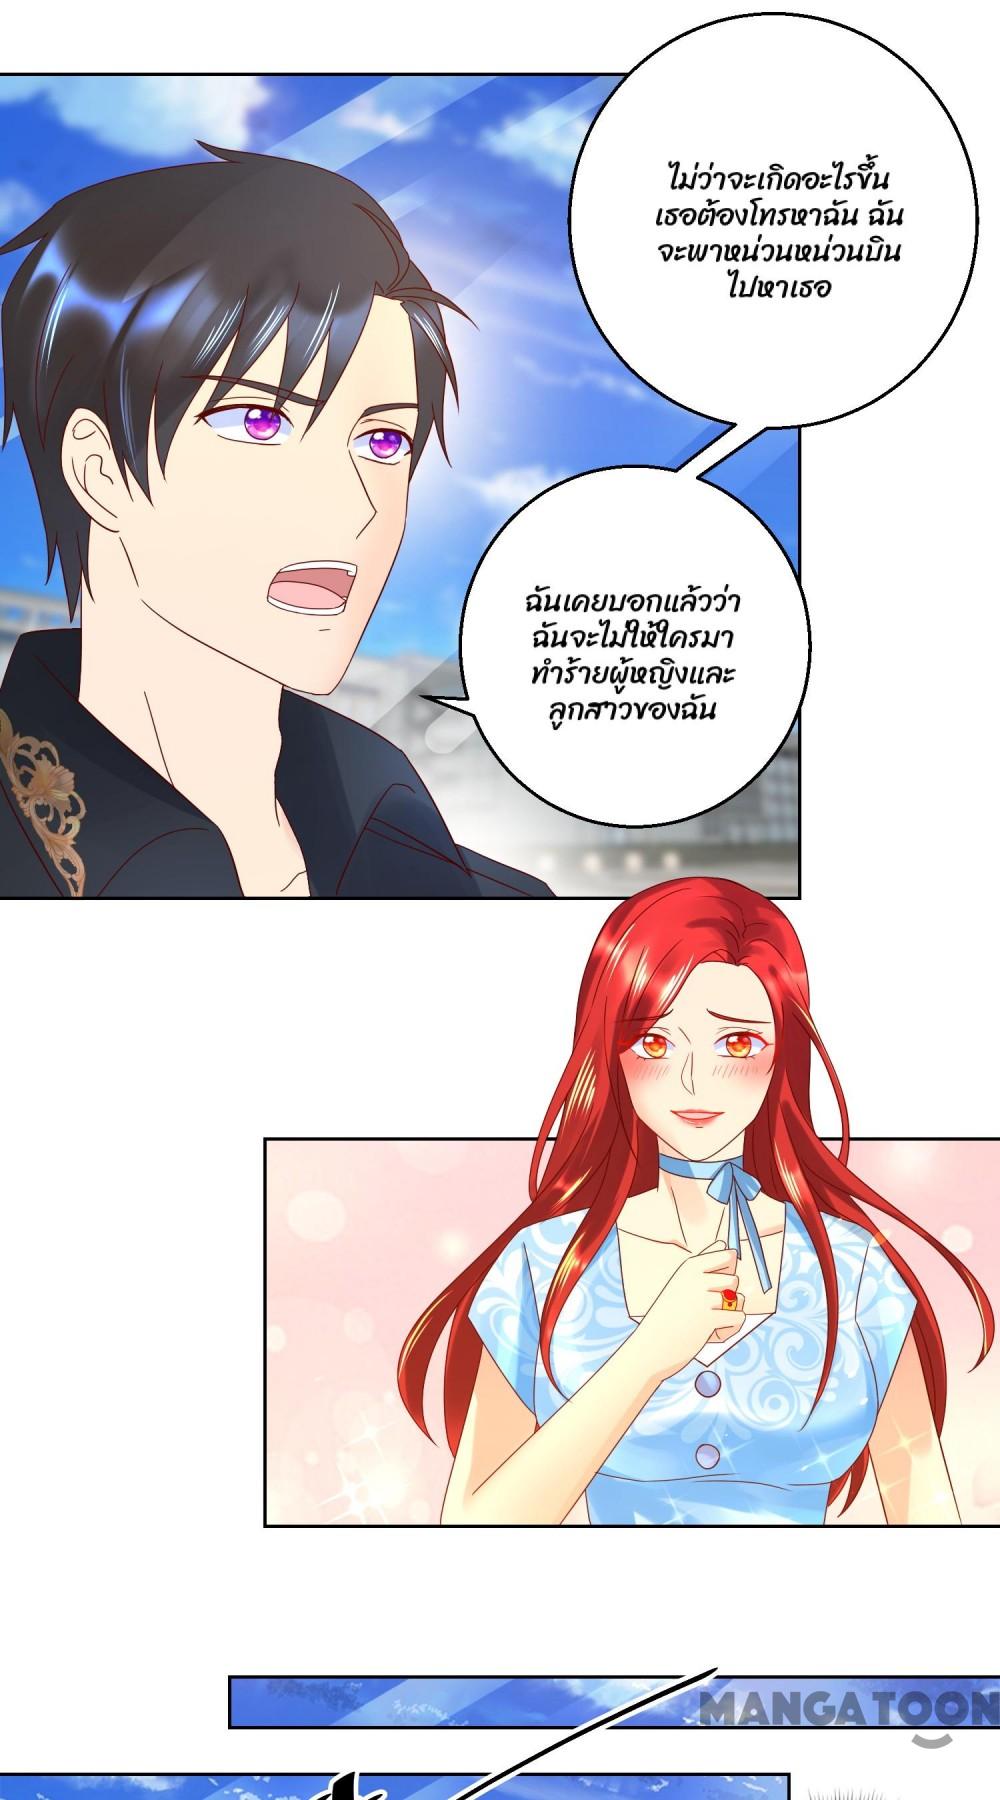 ไม่ว่าจะเกิดอะไรขึ้น
เธอต้องโทรหาฉัน ฉัน
จะพาหน่วนหน่วนบิน
ไปหาเธอ
ฉันเคยบอกแล้วว่า
ฉันจะไม่ให้ใครมา
ทำร้ายผู้หญิงและ
ลูกสาวของฉัน
MANGATOON